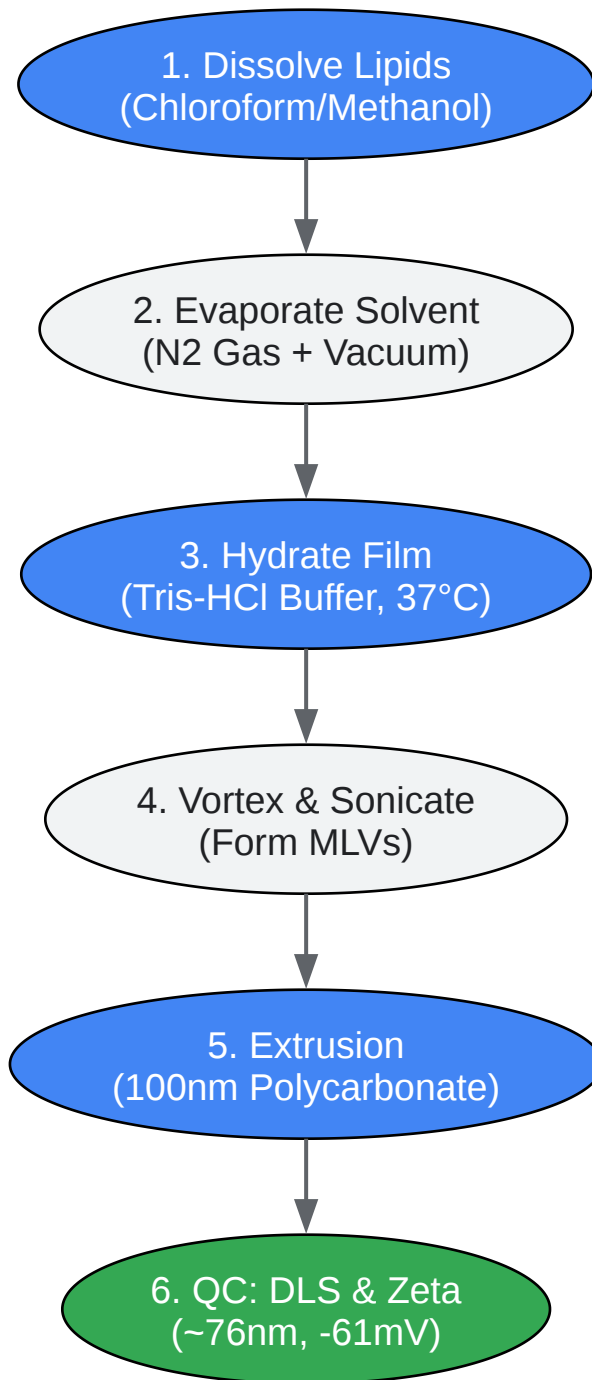 1. Dissolve Lipids
(Chloroform/Methanol)
2. Evaporate Solvent
(N2 Gas + Vacuum)
3. Hydrate Film
(Tris-HCl Buffer, 37°C)
4. Vortex & Sonicate
(Form MLVs)
5. Extrusion
(100nm Polycarbonate)
6. QC: DLS & Zeta
(~76nm, -61mV)